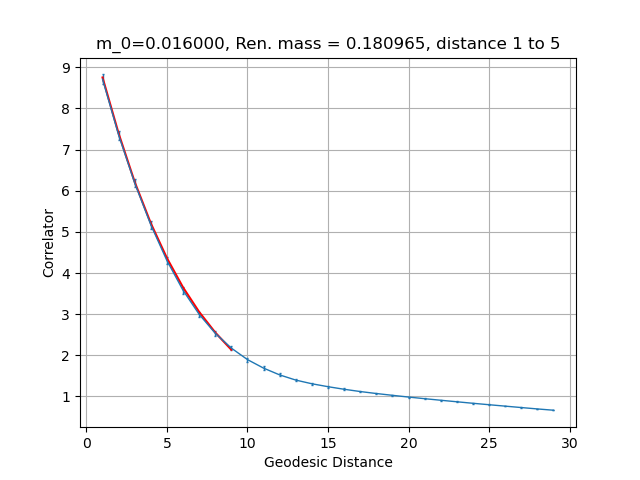 m_0=0.016000, Ren. mass = 0.180965, distance 1 to 5
9
8
7
6
5
4
3
2
1
Correlator
0 5 10 15 20 25 30
Geodesic Distance